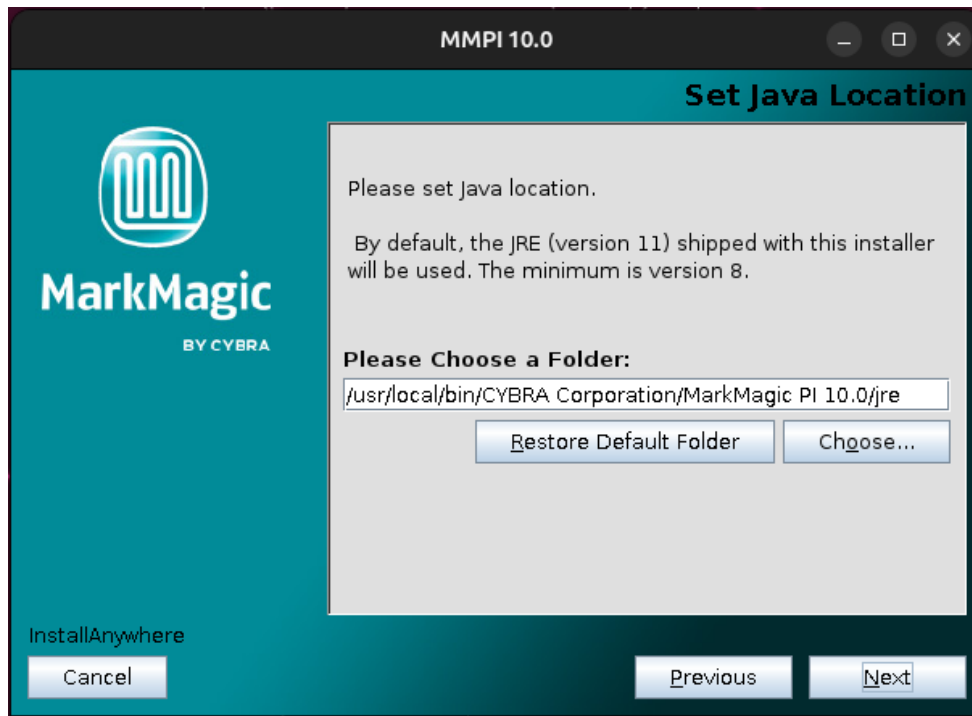 MMPI 10.0
Set Java Location
MarkMagic
BY CYBRA
Please set Java location.
By default, the JRE (version 11) shipped with this installer
will be used. The minimum is version 8.
Please Choose a Folder:
/usr/local/bin/CYBRA Corporation/MarkMagic PI 10.0/jre
Restore Default Folder
Choose...
InstallAnywhere
Cancel
Previous
Next